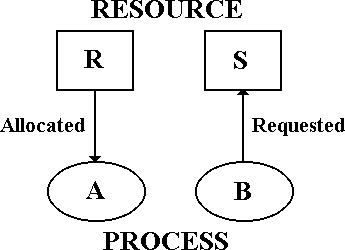 RESOURCE
R S
Allocated Requested
A B
PROCESS